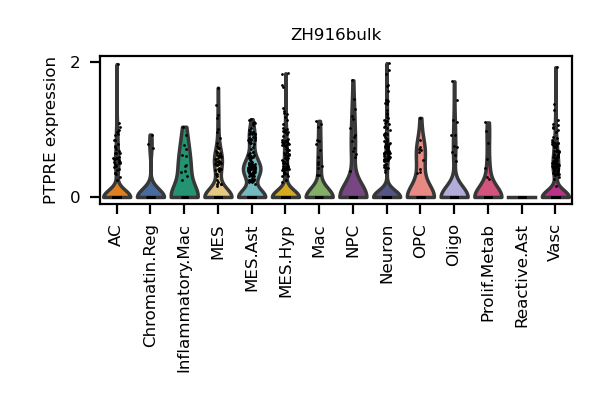 ZH916bulk
PTPRE expression
2
0
AC
Chromatin.Reg
Inflammatory.Mac
MES
MES.Ast
MES.Hyp
Mac
NPC
Neuron
OPC
Oligo
Prolif.Metab
Reactive.Ast
Vasc